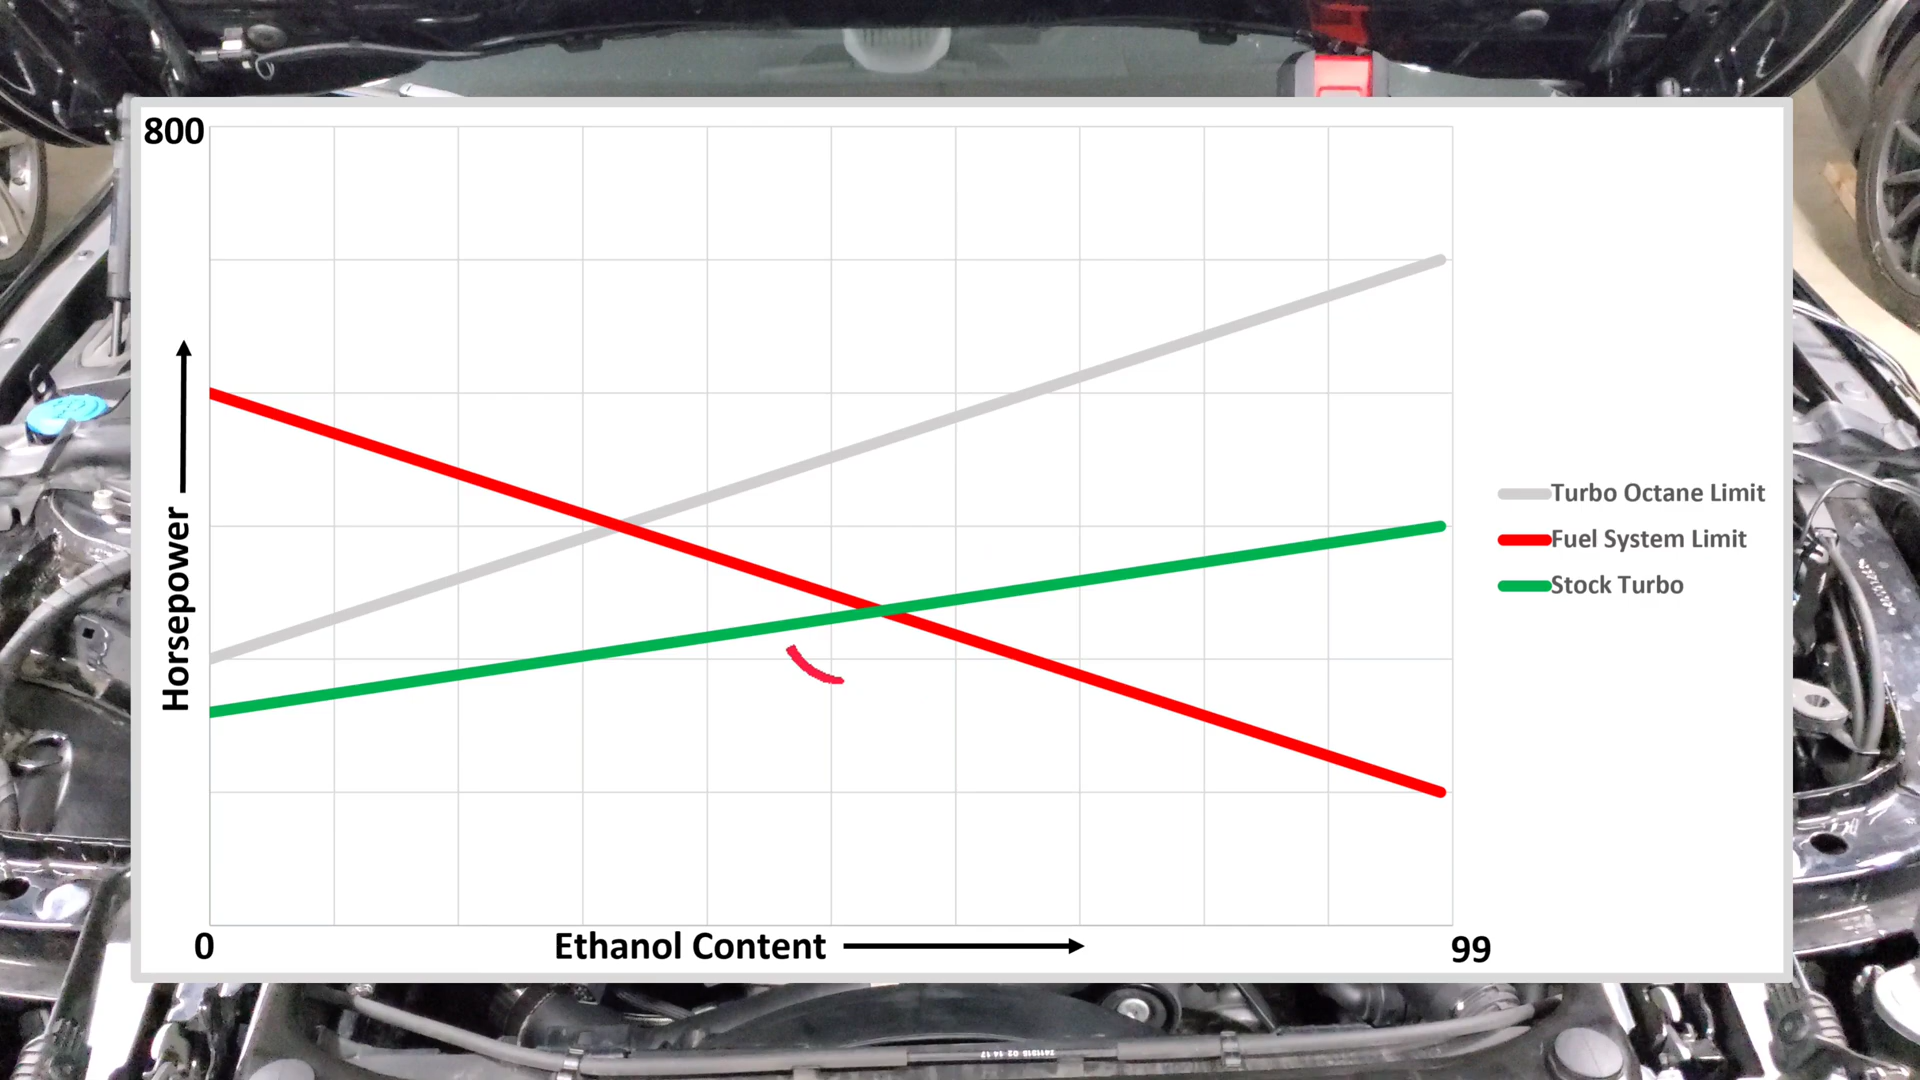 800
Horsepower
Turbo Octane Limit
Fuel System Limit
Stock Turbo
0
Ethanol Content
99